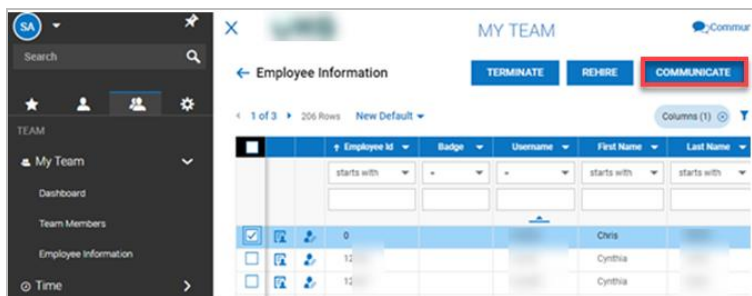 SA
MY TEAM
Commur
Search
Employee Information
TERMINATE
REHIRE
COMMUNICATE
1 of 3
206 Rows
New Default
Columns (1)
TEAM
Employee Id
Badge
Username
First Name
Last Name
My Team
starts with
=
=
starts with
starts with
Dashboard
Team Members
0
Chris
Employee Information
12
Cynthia
Time
12
Cynthia